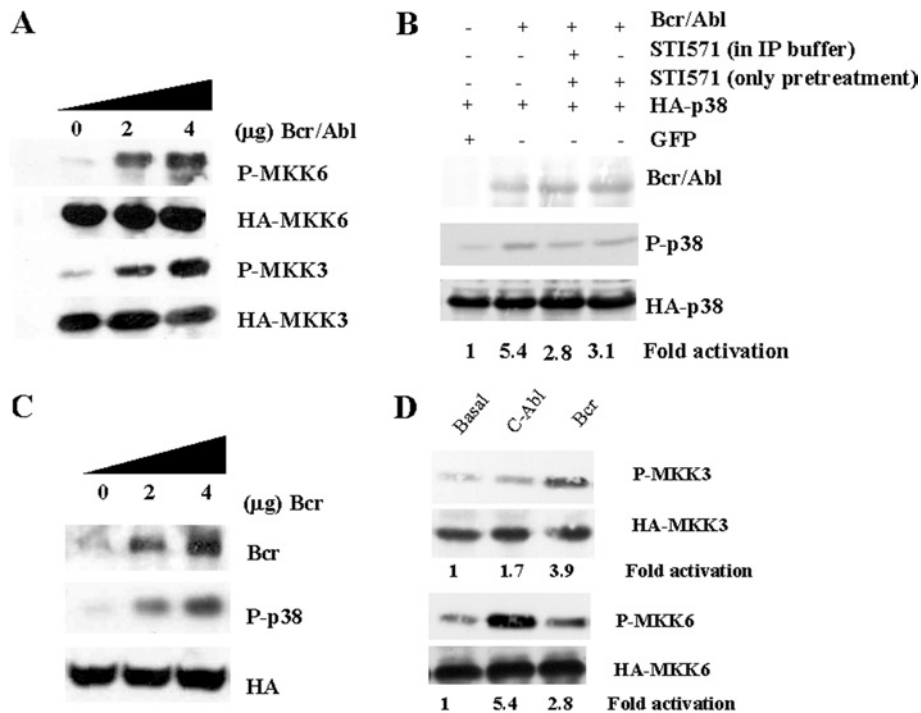 A
0 2 4 (µg) Bcr/Abl
P-MKK6
HA-MKK6
P-MKK3
HA-MKK3
B
- + + + Bcr/Abl
- - + - STI571 (in IP buffer)
- - + + STI571 (only pretreatment)
+ + + + HA-p38
+ - - - GFP
Bcr/Abl
P-p38
HA-p38
1 5.4 2.8 3.1 Fold activation
C
0 2 4 (µg) Bcr
Bcr
P-p38
HA
D
Basal C-Abl Bcr
P-MKK3
HA-MKK3
1 1.7 3.9 Fold activation
P-MKK6
HA-MKK6
1 5.4 2.8 Fold activation